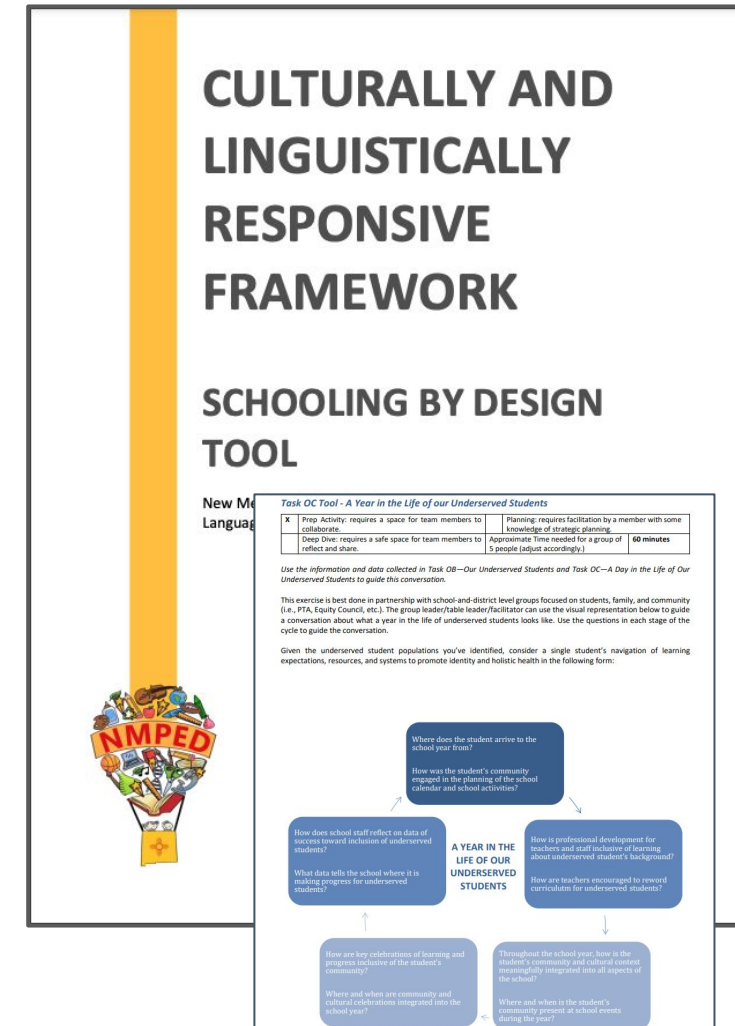 CULTURALLY AND
LINGUISTICALLY
RESPONSIVE
FRAMEWORK
SCHOOLING BY DESIGN
TOOL
New Me
Languag
NMPED
Task OC Tool - A Year in the Life of our Underserved Students
X Prep Activity: requires a space for team members to
collaborate.
Planning: requires facilitation by a member with some
knowledge of strategic planning.
Deep Dive: requires a safe space for team members to
reflect and share.
Approximate Time needed for a group of
5 people (adjust accordingly.)
60 minutes
Use the information and data collected in Task OB—Our Underserved Students and Task OC—A Day in the Life of Our
Underserved Students to guide this conversation.
This exercise is best done in partnership with school-and-district level groups focused on students, family, and community
(i.e., PTA, Equity Council, etc.). The group leader/table leader/facilitator can use the visual representation below to guide
a conversation about what a year in the life of underserved students looks like. Use the questions in each stage of the
cycle to guide the conversation.
Given the underserved student populations you've identified, consider a single student's navigation of learning
expectations, resources, and systems to promote identity and holistic health in the following form:
Where does the student arrive to the
school year from?
How was the student's community
engaged in the planning of the school
calendar and school actiivities?
How does school staff reflect on data of
success toward inclusion of underserved
students?
What data tells the school where it is
making progress for underserved
students?
A YEAR IN THE
LIFE OF OUR
UNDERSERVED
STUDENTS
How is professional development for
teachers and staff inclusive of learning
about underserved student's background?
How are teachers encouraged to reword
curriculutm for underserved students?
How are key celebrations of learning and
progress inclusive of the student's
community?
Where and when are community and
cultural celebrations integrated into the
school year?
Throughout the school year, how is the
student's community and cultural context
meaningfully integrated into all aspects of
the school?
Where and when is the student's
community present at school events
during the year?